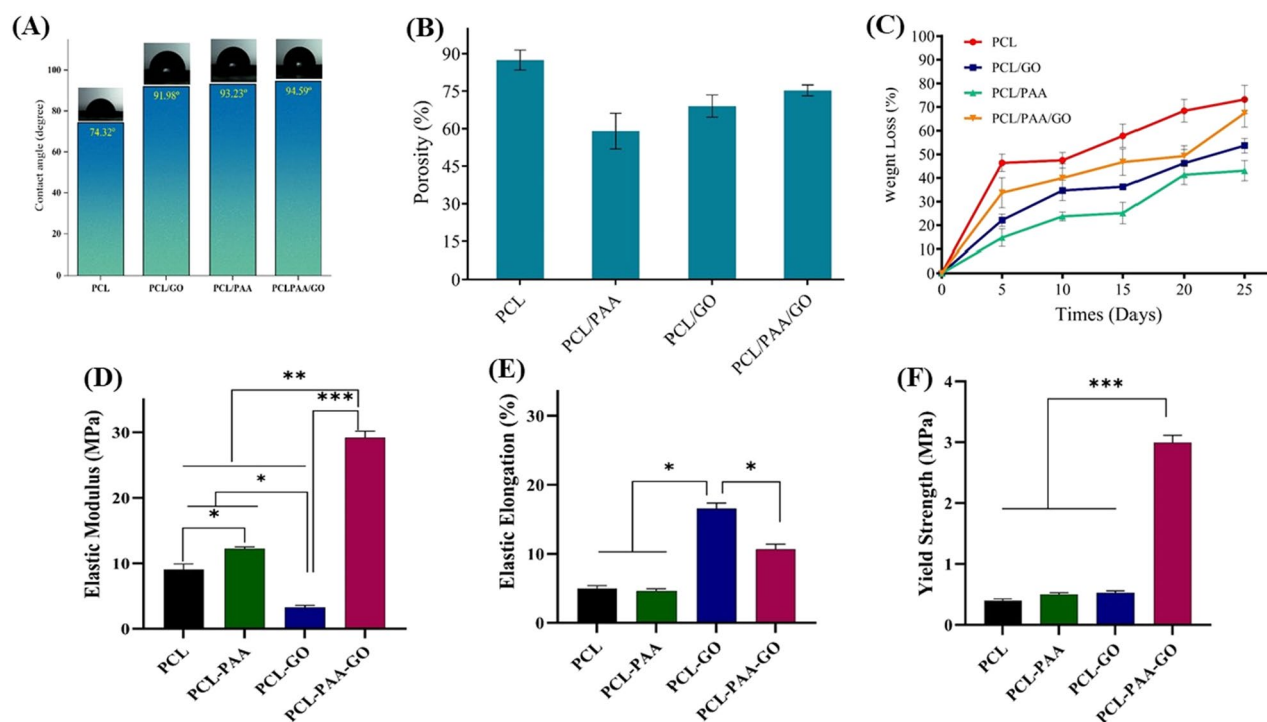 (A)
Contact angle (degree)
100
80
60
40
20
0
74.32°
91.98°
93.23°
94.59°
PCL
PCL/GO
PCL/PAA
PCLPAA/GO
(B)
Porosity (%)
90
75
60
45
30
15
0
PCL
PCL/PAA
PCL/GO
PCL/PAA/GO
(C)
Weight Loss (%)
100
90
80
70
60
50
40
30
20
10
0
PCL
PCL/GO
PCL/PAA
PCL/PAA/GO
0
5
10
15
20
25
Times (Days)
(D)
Elastic Modulus (MPa)
30
20
10
0
**
***
*
*
PCL
PCL-PAA
PCL-GO
PCL-PAA-GO
(E)
Elastic Elongation (%)
30
20
10
0
*
*
PCL
PCL-PAA
PCL-GO
PCL-PAA-GO
(F)
Yield Strength (MPa)
4
3
2
1
0
***
PCL
PCL-PAA
PCL-GO
PCL-PAA-GO